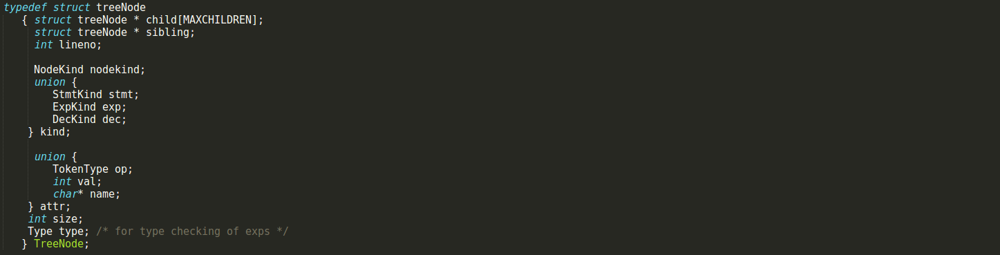 typedef struct treeNode
{ struct treeNode * child[MAXCHILDREN];
struct treeNode * sibling;
int lineno;
NodeKind nodekind;
union {
StmtKind stmt;
ExpKind exp;
DecKind dec;
} kind;
union {
TokenType op;
int val;
char* name;
} attr;
int size;
Type type; /* for type checking of exps */
} TreeNode;